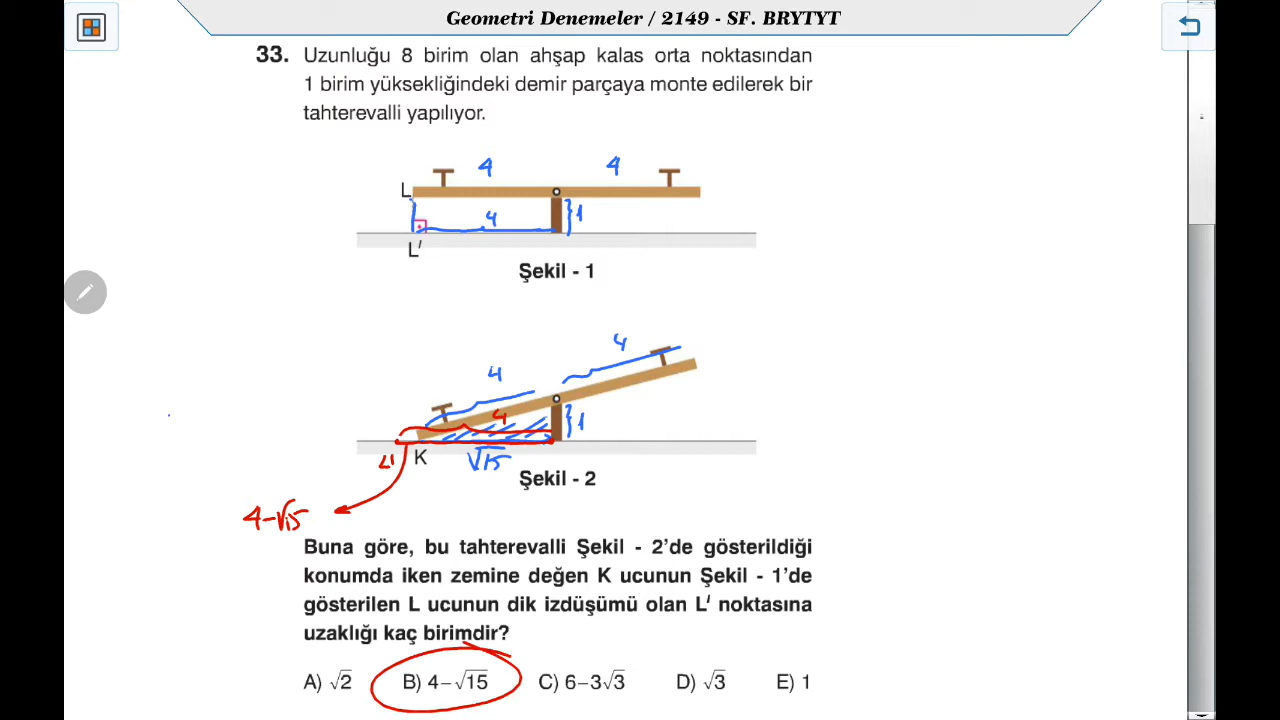 Geometri Denemeler / 2149 - SF. BRYTYT
33. Uzunluğu 8 birim olan ahşap kalas orta noktasından
1 birim yüksekliğindeki demir parçaya monte edilerek bir
tahterevalli yapılıyor.
4 4
L
4 1
L'
Şekil - 1
4
4
4 1
L' K √15
Şekil - 2
4-√15
Buna göre, bu tahterevalli Şekil - 2'de gösterildiği
konumda iken zemine değen K ucunun Şekil - 1'de
gösterilen L ucunun dik izdüşümü olan L' noktasına
uzaklığı kaç birimdir?
A) √2 B) 4-√15 C) 6-3√3 D) √3 E) 1